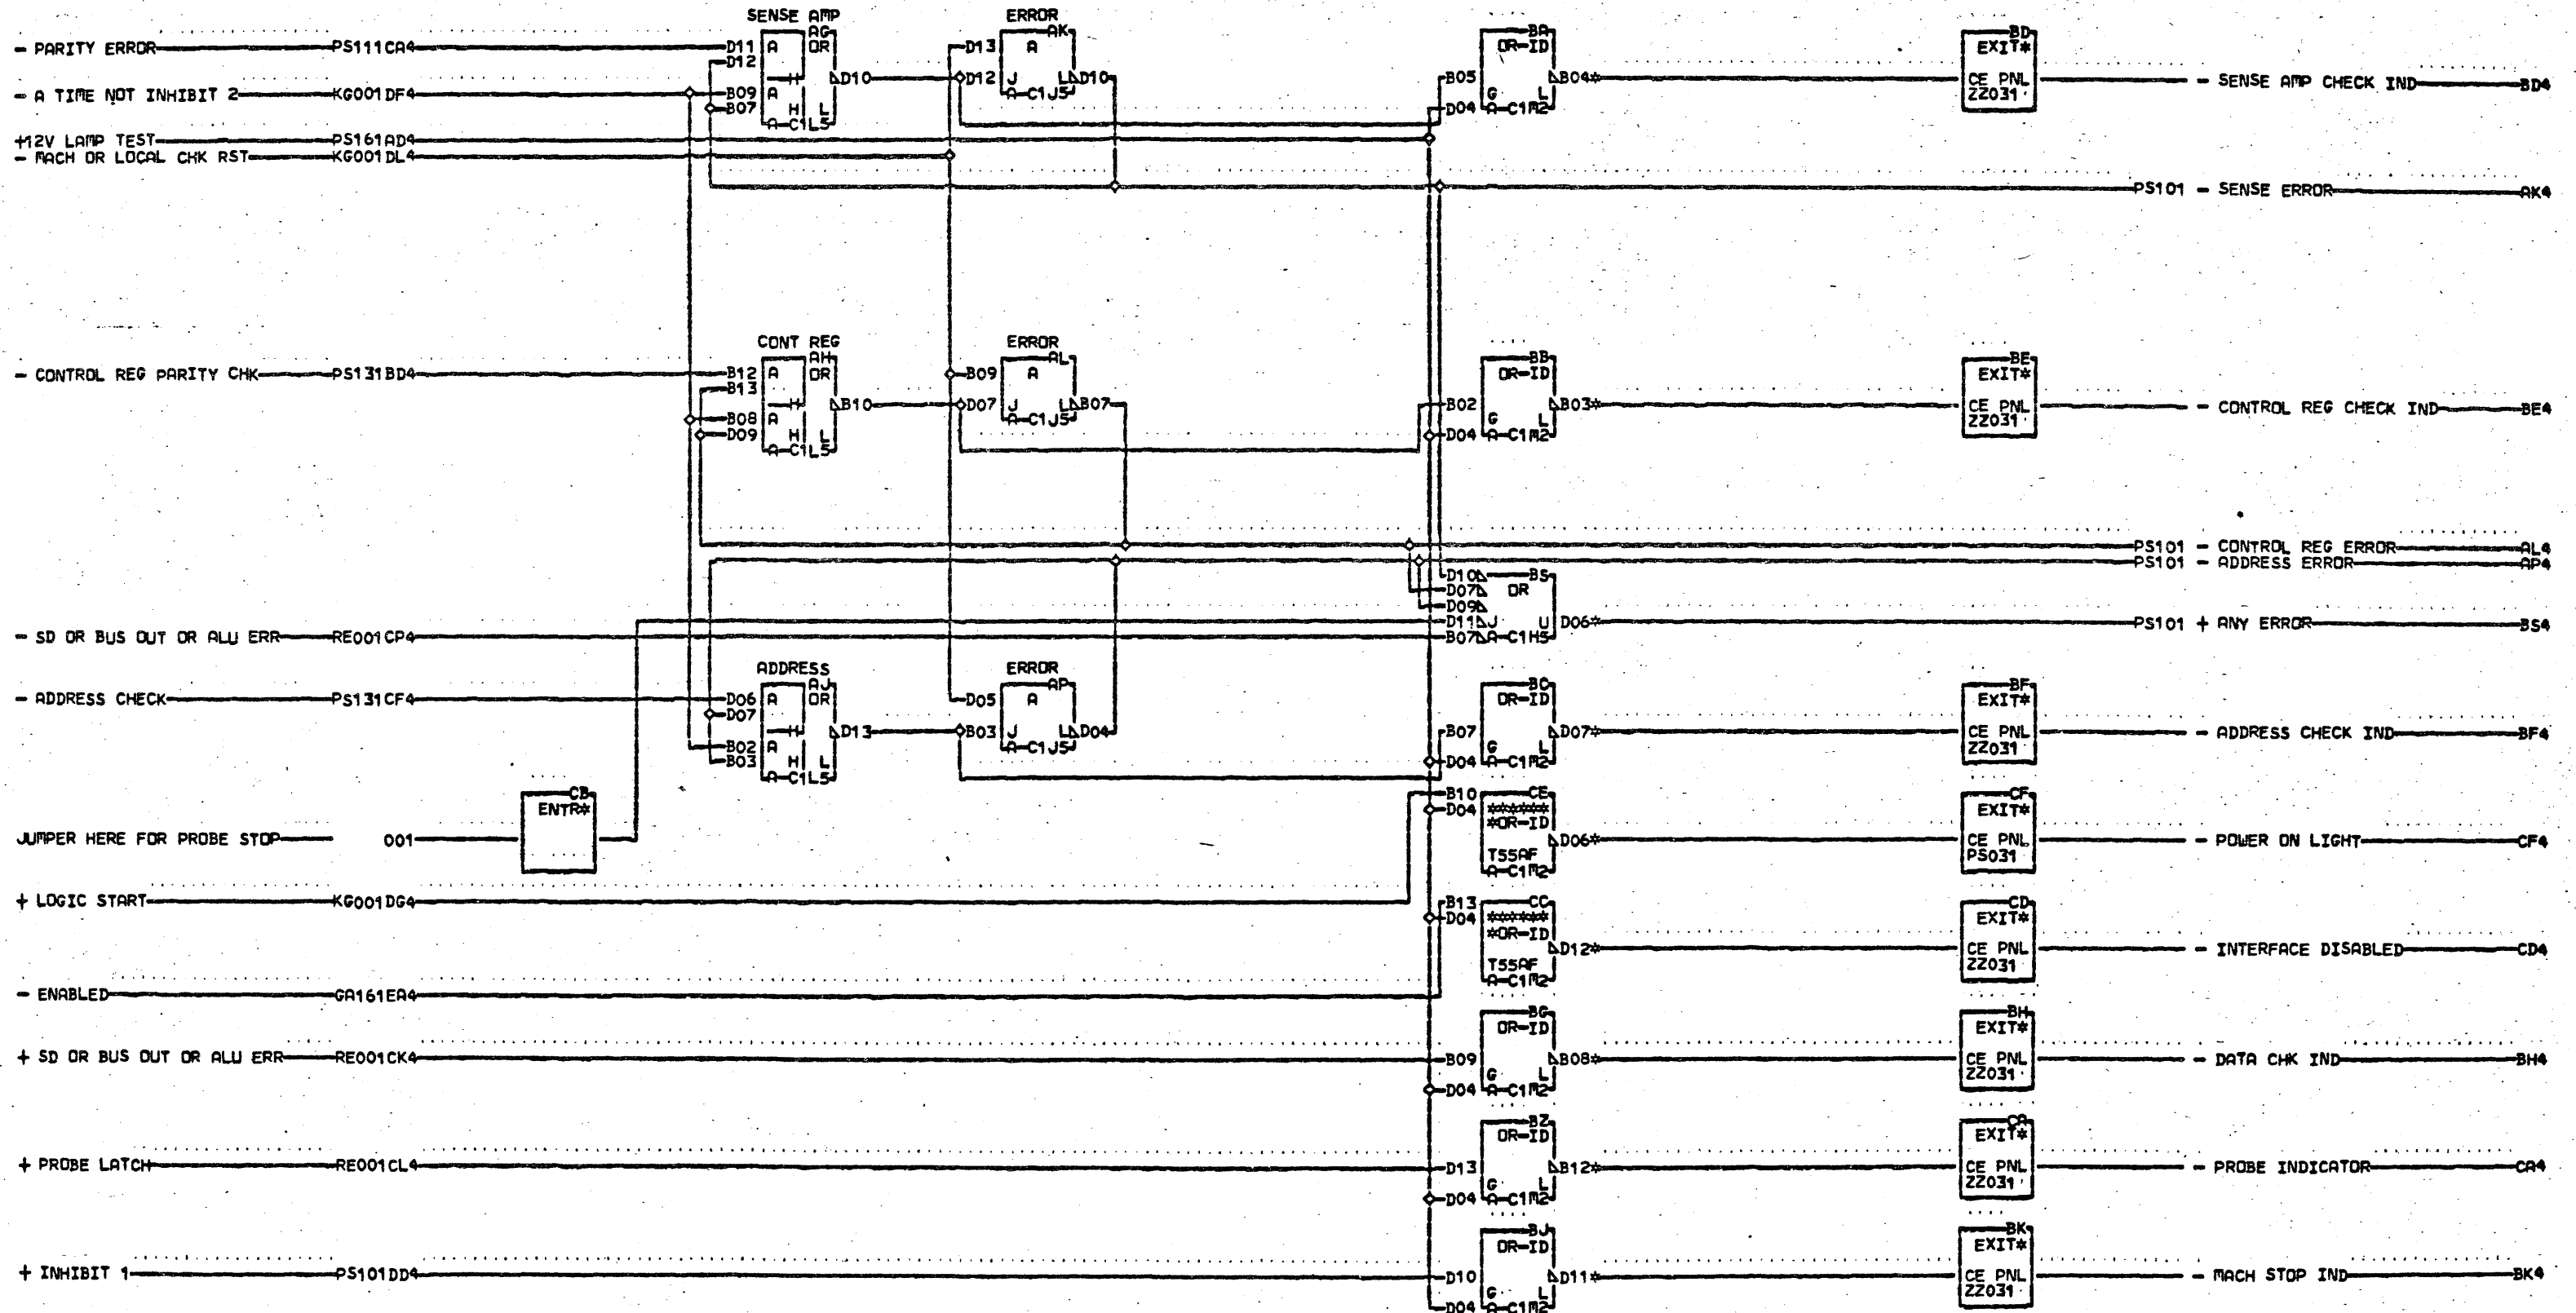 SENSE AMP ERROR
AG AK BA BD
- PARITY ERROR PS111CA4 D11 A OR D13 A OR-ID EXIT*
D12
H D10 D12 J L D10 B05 B04* CE PNL - SENSE AMP CHECK IND BD4
- A TIME NOT INHIBIT 2 KG001DF4 B09 A A-C1J5 G L ZZ031
B07 H L D04 A-C1M2
A-C1L5
+12V LAMP TEST PS161AD4
- MACH OR LOCAL CHK RST KG001DL4
PS101 - SENSE ERROR AK4
CONT REG ERROR
AH AL BB BE
- CONTROL REG PARITY CHK PS131BD4 B12 A OR B09 A OR-ID EXIT*
B13
H B10 D07 J L B07 B02 B03* CE PNL - CONTROL REG CHECK IND BE4
B08 A A-C1J5 G L ZZ031
D09 H L D04 A-C1M2
A-C1L5
PS101 - CONTROL REG ERROR AL4
PS101 - ADDRESS ERROR AP4
D10 BS
D07 OR
D09
D11 J U D06* PS101 + ANY ERROR BS4
- SD OR BUS OUT OR ALU ERR RE001CP4 B07 A-C1H5
ADDRESS ERROR
AJ AP BC BF
- ADDRESS CHECK PS131CF4 D06 A OR D05 A OR-ID EXIT*
D07
H D13 B03 J L D04 B07 D07* CE PNL - ADDRESS CHECK IND BF4
B02 A A-C1J5 G L ZZ031
B03 H L D04 A-C1M2
A-C1L5
CB B10 CE CF
ENTR* D04 ****** EXIT*
*OR-ID
JUMPER HERE FOR PROBE STOP 001 D06* CE PNL - POWER ON LIGHT CF4
T55AF PS031
A-C1M2
+ LOGIC START KG001DG4 B13 CC CD
D04 ****** EXIT*
*OR-ID
D12* CE PNL - INTERFACE DISABLED CD4
T55AF ZZ031
A-C1M2
- ENABLED GA161EA4
BG BH
OR-ID EXIT*
+ SD OR BUS OUT OR ALU ERR RE001CK4 B09 B08* CE PNL - DATA CHK IND BH4
G L ZZ031
D04 A-C1M2
BZ CA
OR-ID EXIT*
+ PROBE LATCH RE001CL4 D13 B12* CE PNL - PROBE INDICATOR CA4
G L ZZ031
D04 A-C1M2
BJ BK
OR-ID EXIT*
+ INHIBIT 1 PS101DD4 D10 D11* CE PNL - MACH STOP IND BK4
G L ZZ031
D04 A-C1M2